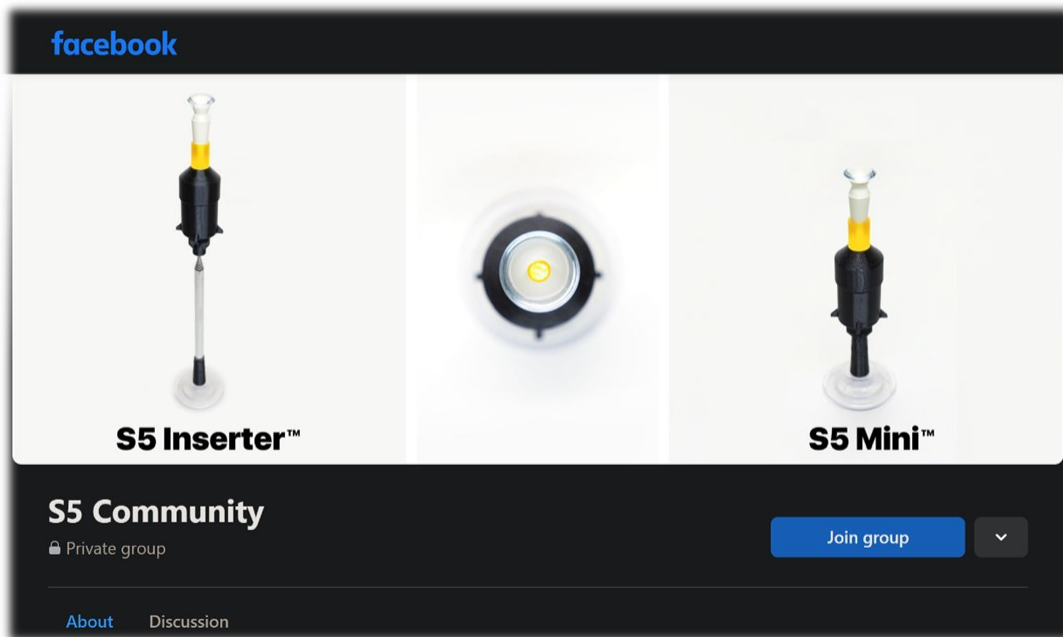 facebook
S5 Inserter™
S5 Mini™
S5 Community
Private group
Join group
About
Discussion